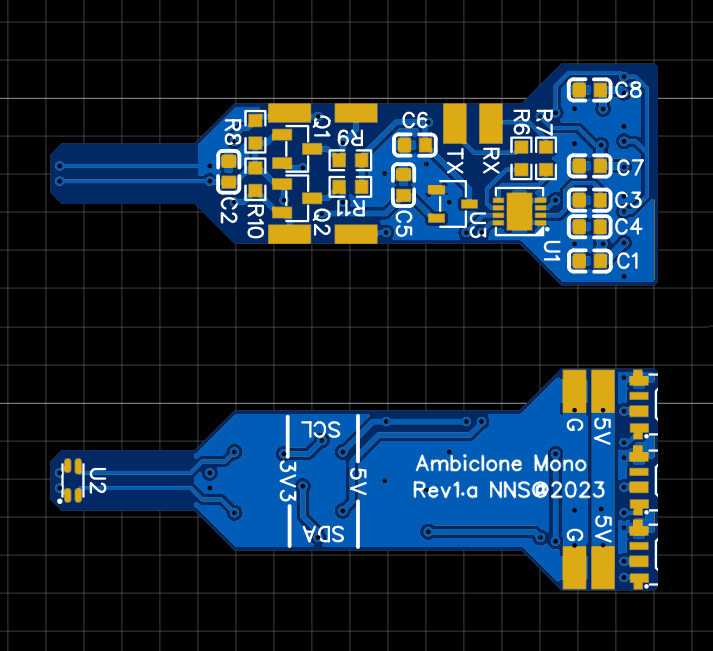 C8
C6
R8
Q1
R9
R6
R7
TX
RX
C7
C2
R10
Q2
R11
C5
U3
U1
C3
C4
C1
SCL
G
5V
U2
3V3
5V
Ambiclone Mono
Rev1.a NNS@2023
SDA
G
5V